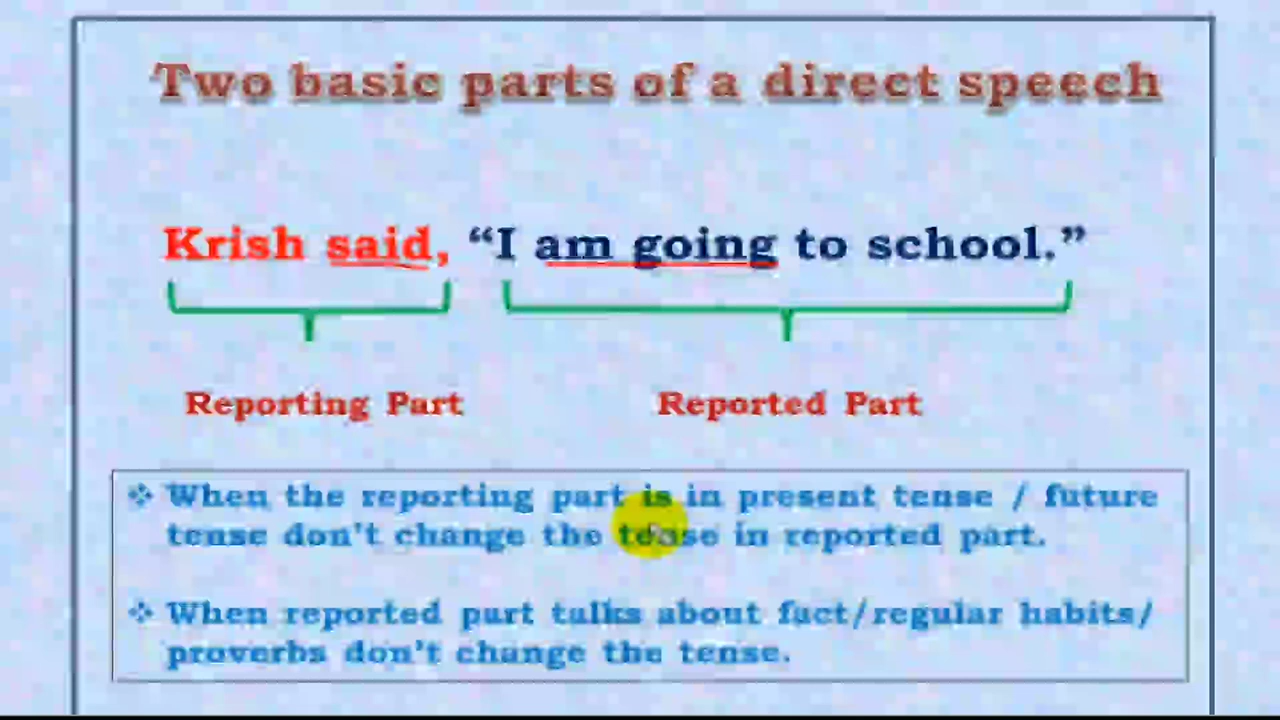 Two basic parts of a direct speech
Krish said, “I am going to school.”
Reporting Part Reported Part
❖ When the reporting part is in present tense / future
tense don't change the tense in reported part.
❖ When reported part talks about fact/regular habits/
proverbs don't change the tense.